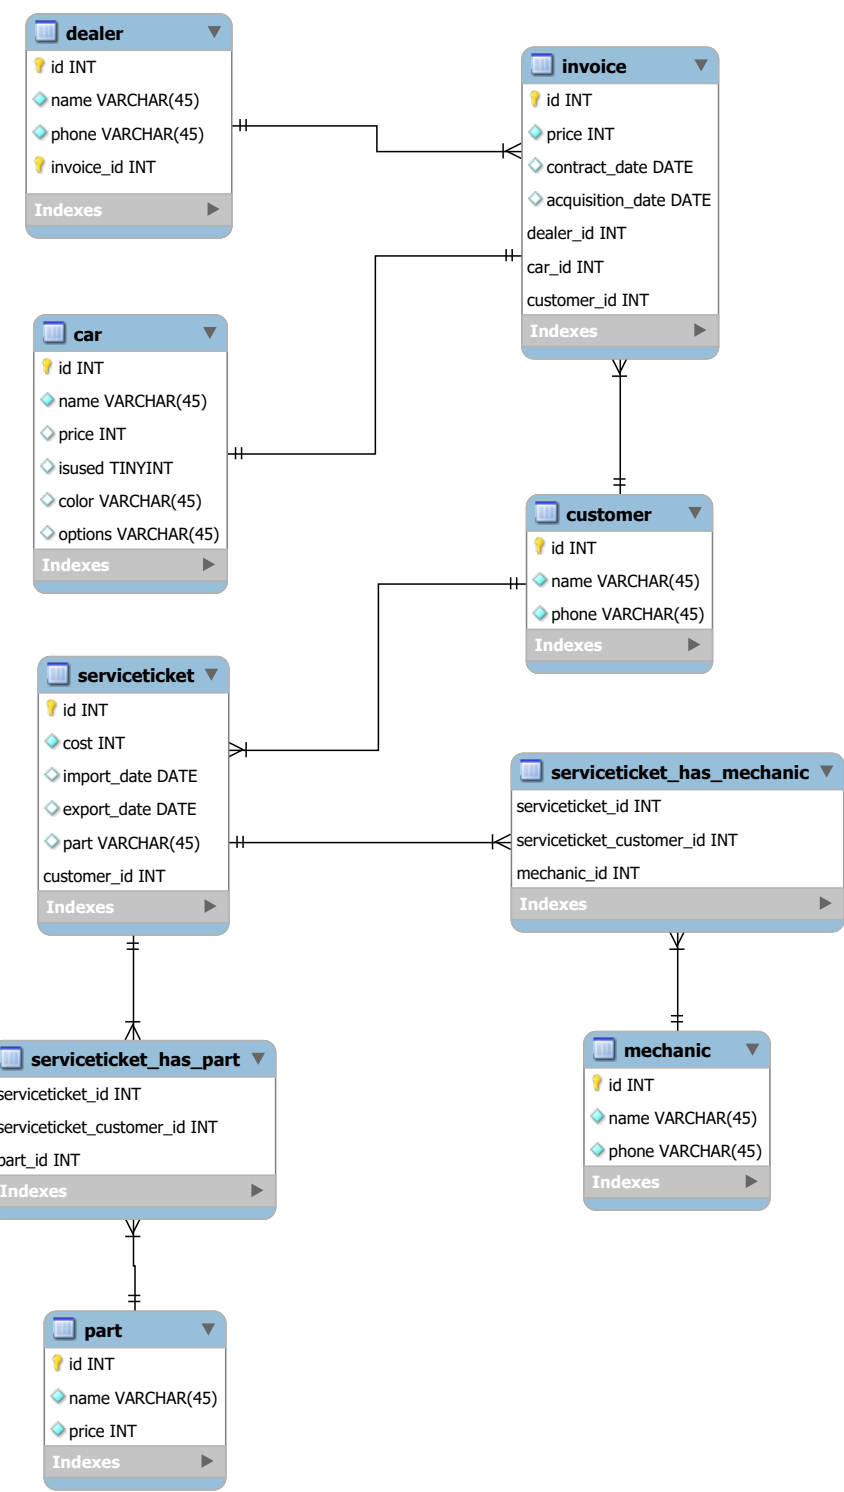 dealer
id INT
name VARCHAR(45)
phone VARCHAR(45)
invoice_id INT
Indexes
invoice
id INT
price INT
contract_date DATE
acquisition_date DATE
dealer_id INT
car_id INT
customer_id INT
Indexes
car
id INT
name VARCHAR(45)
price INT
isused TINYINT
color VARCHAR(45)
options VARCHAR(45)
Indexes
customer
id INT
name VARCHAR(45)
phone VARCHAR(45)
Indexes
serviceticket
id INT
cost INT
import_date DATE
export_date DATE
part VARCHAR(45)
customer_id INT
Indexes
serviceticket_has_mechanic
serviceticket_id INT
serviceticket_customer_id INT
mechanic_id INT
Indexes
serviceticket_has_part
serviceticket_id INT
serviceticket_customer_id INT
part_id INT
Indexes
mechanic
id INT
name VARCHAR(45)
phone VARCHAR(45)
Indexes
part
id INT
name VARCHAR(45)
price INT
Indexes